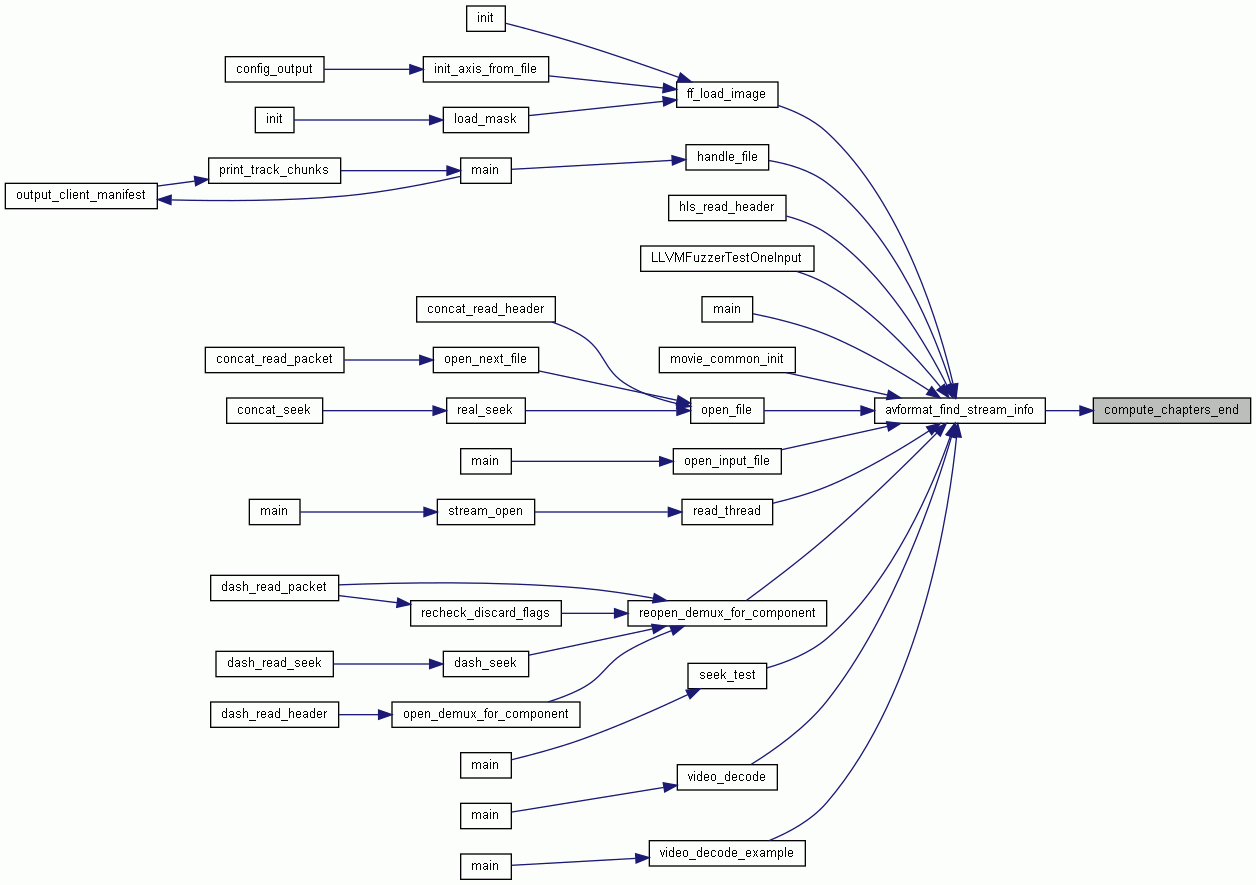 init
config_output
init_axis_from_file
ff_load_image
init
load_mask
handle_file
print_track_chunks
main
output_client_manifest
hls_read_header
LLVMFuzzerTestOneInput
concat_read_header
main
concat_read_packet
open_next_file
movie_common_init
concat_seek
real_seek
open_file
avformat_find_stream_info
compute_chapters_end
main
open_input_file
main
stream_open
read_thread
dash_read_packet
recheck_discard_flags
reopen_demux_for_component
dash_read_seek
dash_seek
seek_test
dash_read_header
open_demux_for_component
main
video_decode
main
video_decode_example
main